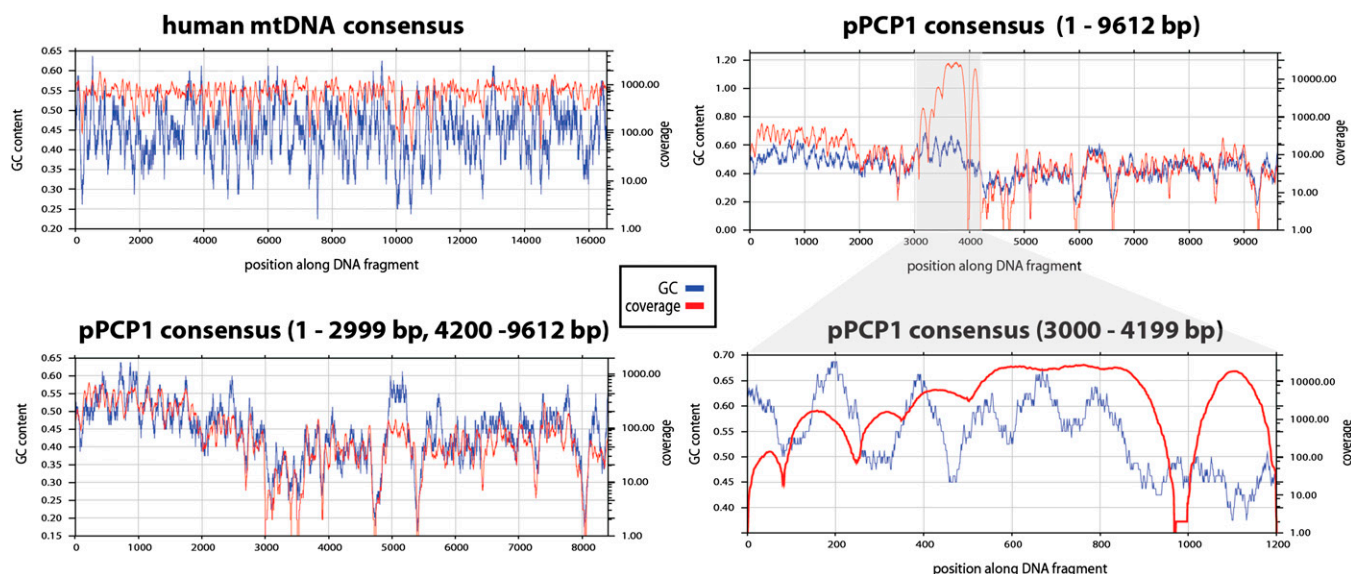 human mtDNA consensus
0.65
0.60
0.55
0.50
0.45
0.40
0.35
0.30
0.25
0.20
GC content
1000.00
100.00
10.00
1.00
coverage
0 2000 4000 6000 8000 10000 12000 14000 16000
position along DNA fragment
pPCP1 consensus (1 - 9612 bp)
1.20
1.00
0.80
0.60
0.40
0.20
0.00
GC content
10000.00
1000.00
100.00
10.00
1.00
coverage
0 1000 2000 3000 4000 5000 6000 7000 8000 9000
position along DNA fragment
GC
coverage
pPCP1 consensus (1 - 2999 bp, 4200 -9612 bp)
0.65
0.60
0.55
0.50
0.45
0.40
0.35
0.30
0.25
0.20
0.15
GC content
1000.00
100.00
10.00
1.00
coverage
0 1000 2000 3000 4000 5000 6000 7000 8000
position along DNA fragment
pPCP1 consensus (3000 - 4199 bp)
0.70
0.65
0.60
0.55
0.50
0.45
0.40
GC content
10000.00
1000.00
100.00
10.00
1.00
coverage
0 200 400 600 800 1000 1200
position along DNA fragment